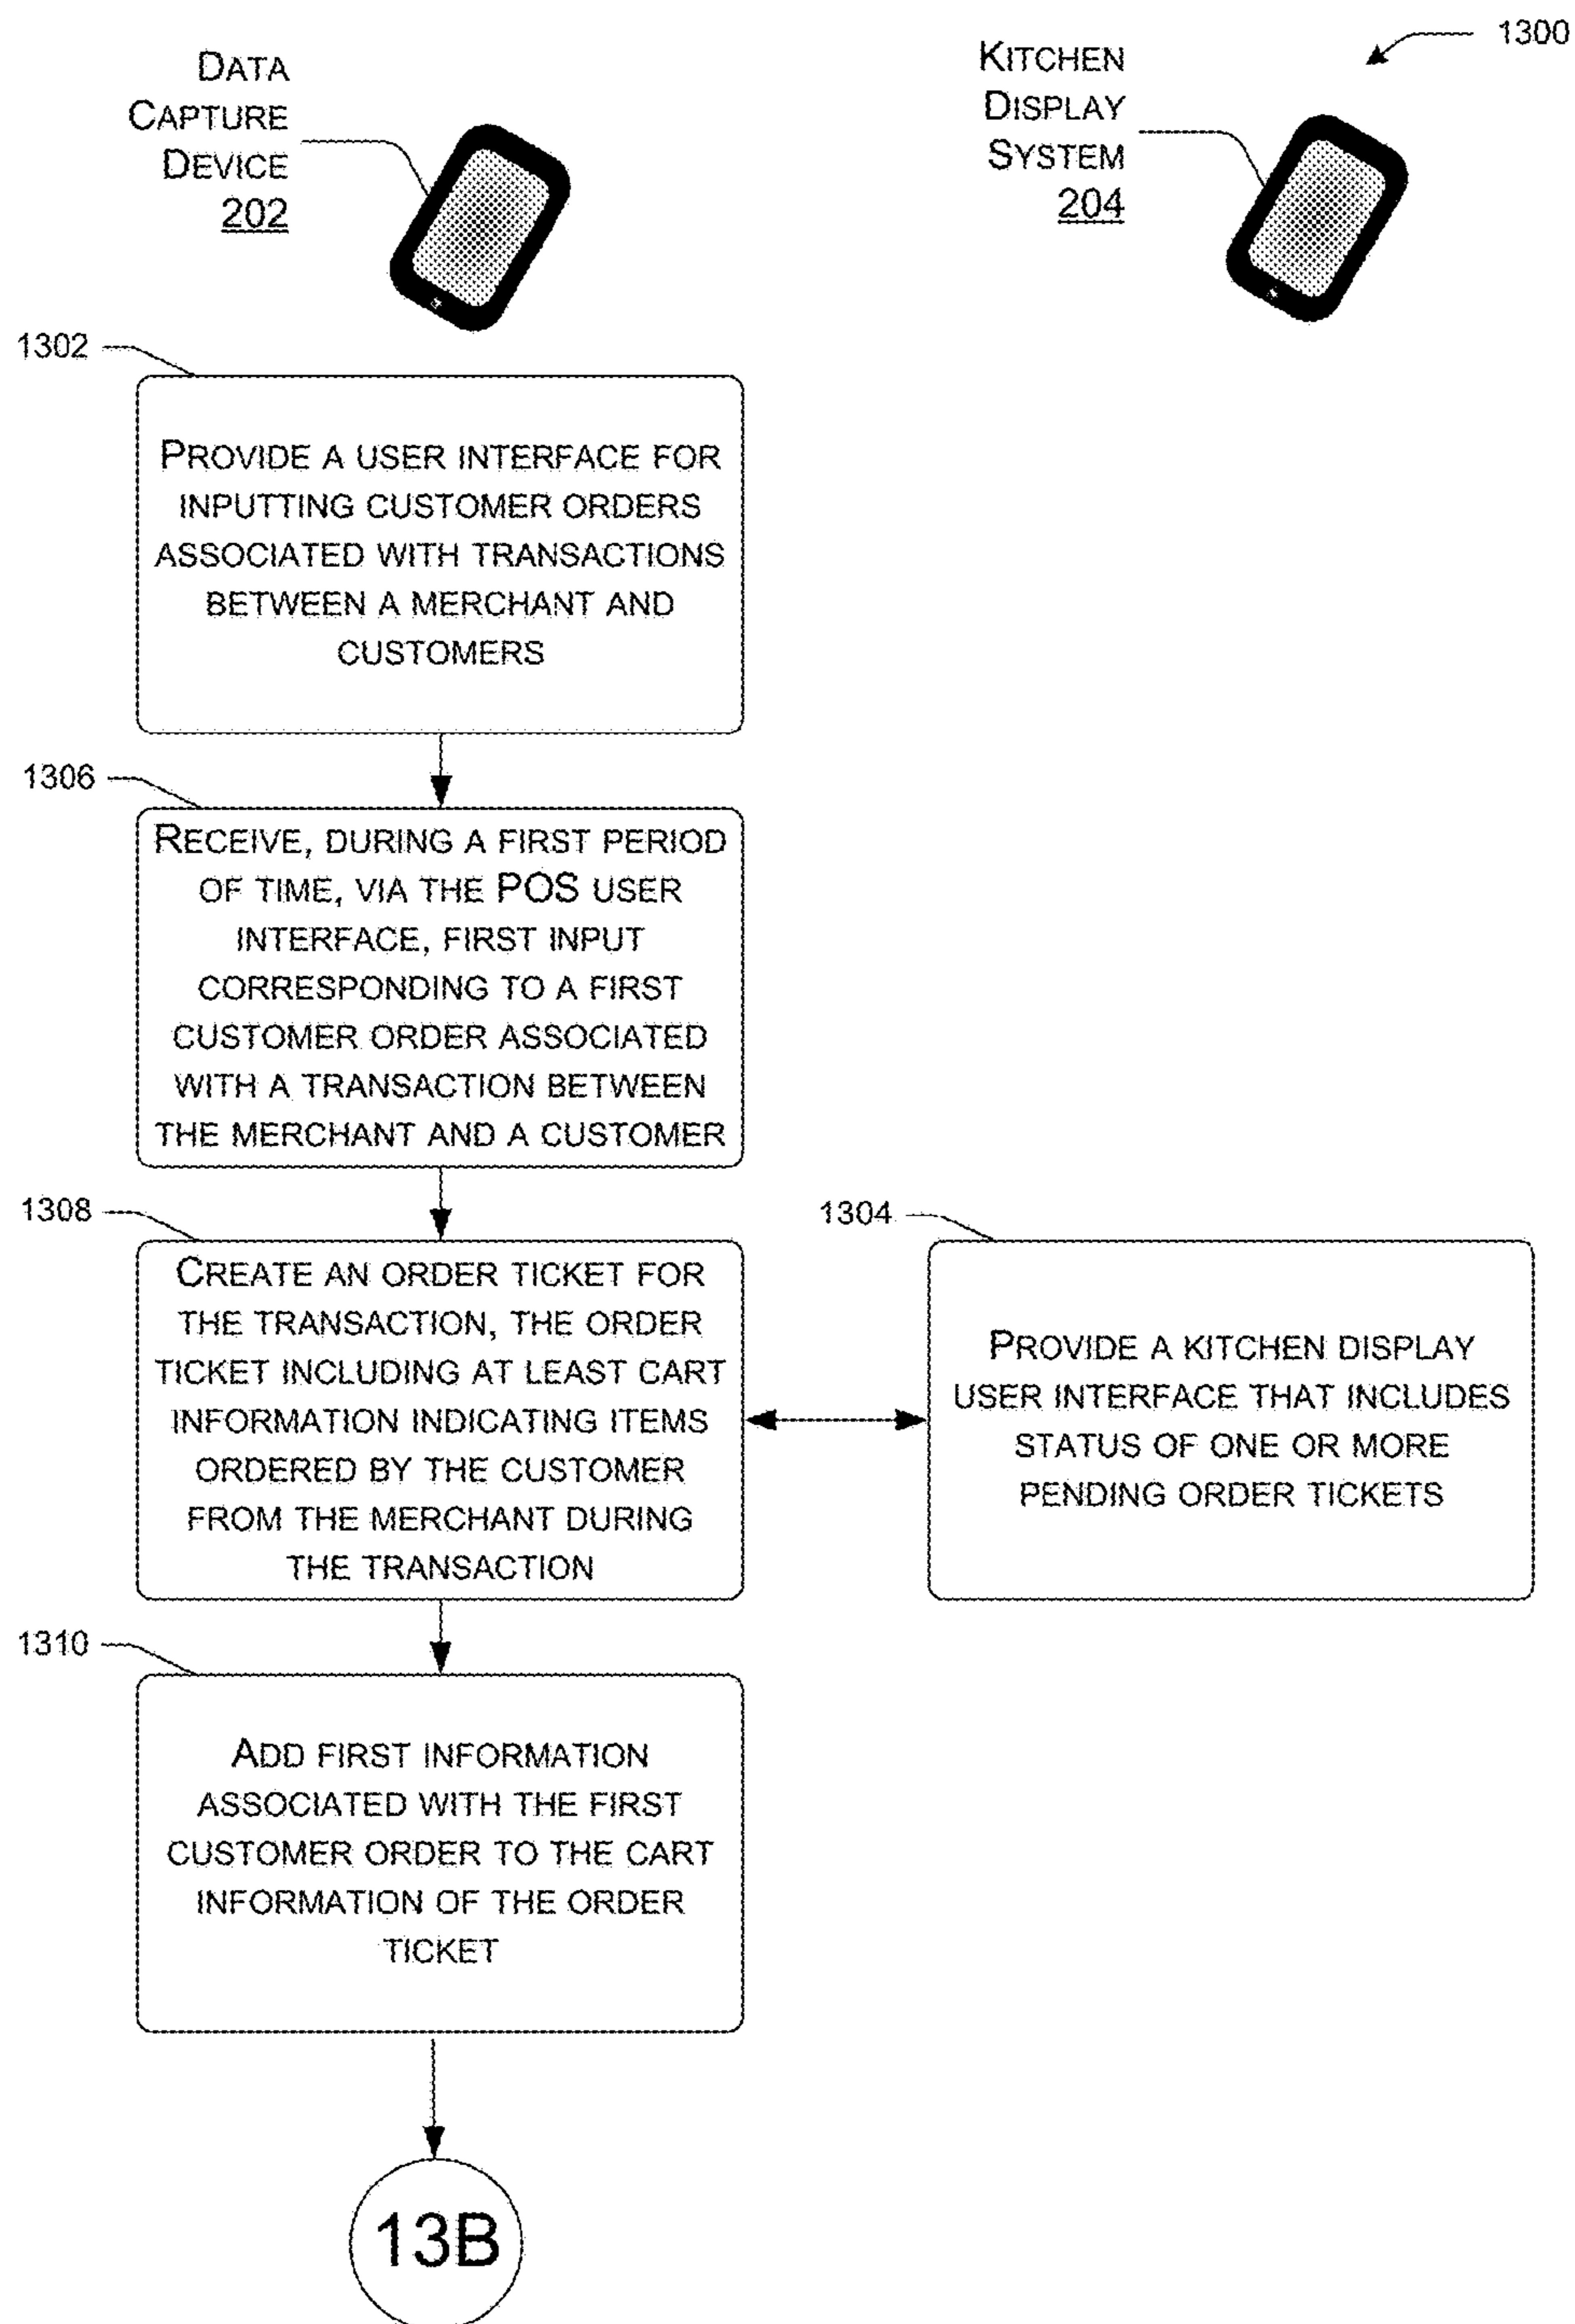 1300
DATA
CAPTURE
DEVICE
202
KITCHEN
DISPLAY
SYSTEM
204
1302
PROVIDE A USER INTERFACE FOR
INPUTTING CUSTOMER ORDERS
ASSOCIATED WITH TRANSACTIONS
BETWEEN A MERCHANT AND
CUSTOMERS
1306
RECEIVE, DURING A FIRST PERIOD
OF TIME, VIA THE POS USER
INTERFACE, FIRST INPUT
CORRESPONDING TO A FIRST
CUSTOMER ORDER ASSOCIATED
WITH A TRANSACTION BETWEEN
THE MERCHANT AND A CUSTOMER
1308
CREATE AN ORDER TICKET FOR
THE TRANSACTION, THE ORDER
TICKET INCLUDING AT LEAST CART
INFORMATION INDICATING ITEMS
ORDERED BY THE CUSTOMER
FROM THE MERCHANT DURING
THE TRANSACTION
1304
PROVIDE A KITCHEN DISPLAY
USER INTERFACE THAT INCLUDES
STATUS OF ONE OR MORE
PENDING ORDER TICKETS
1310
ADD FIRST INFORMATION
ASSOCIATED WITH THE FIRST
CUSTOMER ORDER TO THE CART
INFORMATION OF THE ORDER
TICKET
13B